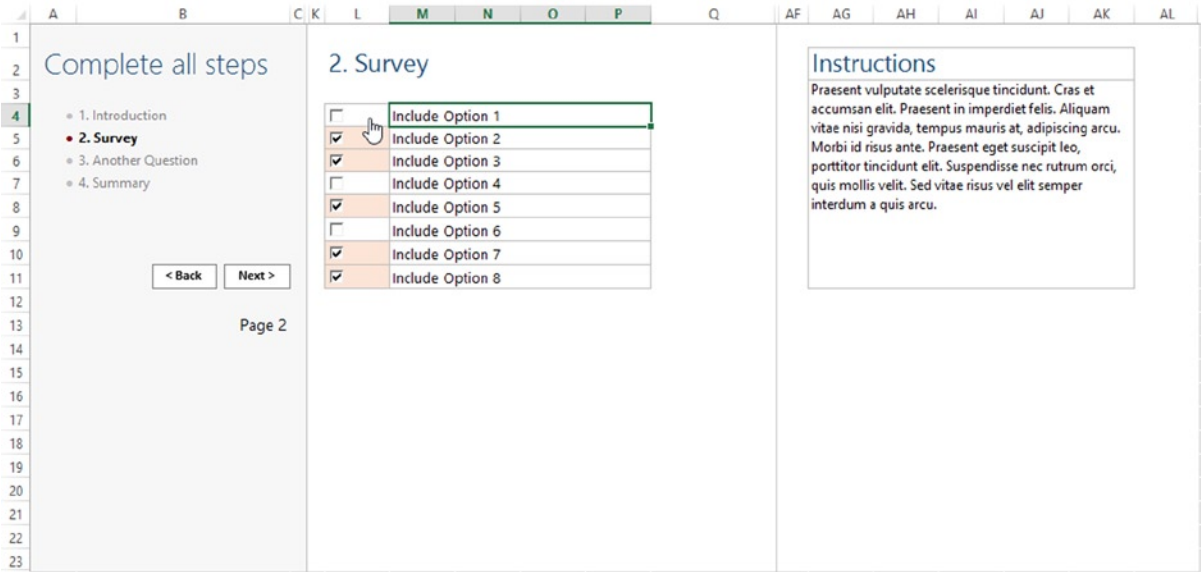 A B C K L M N O P Q AF AG AH AI AJ AK AL
1
2 Complete all steps 2. Survey Instructions
3 Praesent vulputate scelerisque tincidunt. Cras et
4 1. Introduction Include Option 1 accumsan elit. Praesent in imperdiet felis. Aliquam
vitae nisi gravida, tempus mauris at, adipiscing arcu.
5 2. Survey Include Option 2
Morbi id risus ante. Praesent eget suscipit leo,
6 3. Another Question Include Option 3 porttitor tincidunt elit. Suspendisse nec rutrum orci,
7 4. Summary Include Option 4 quis mollis velit. Sed vitae risus vel elit semper
8 Include Option 5 interdum a quis arcu.
9 Include Option 6
10 Include Option 7
11 < Back Next > Include Option 8
12
13 Page 2
14
15
16
17
18
19
20
21
22
23